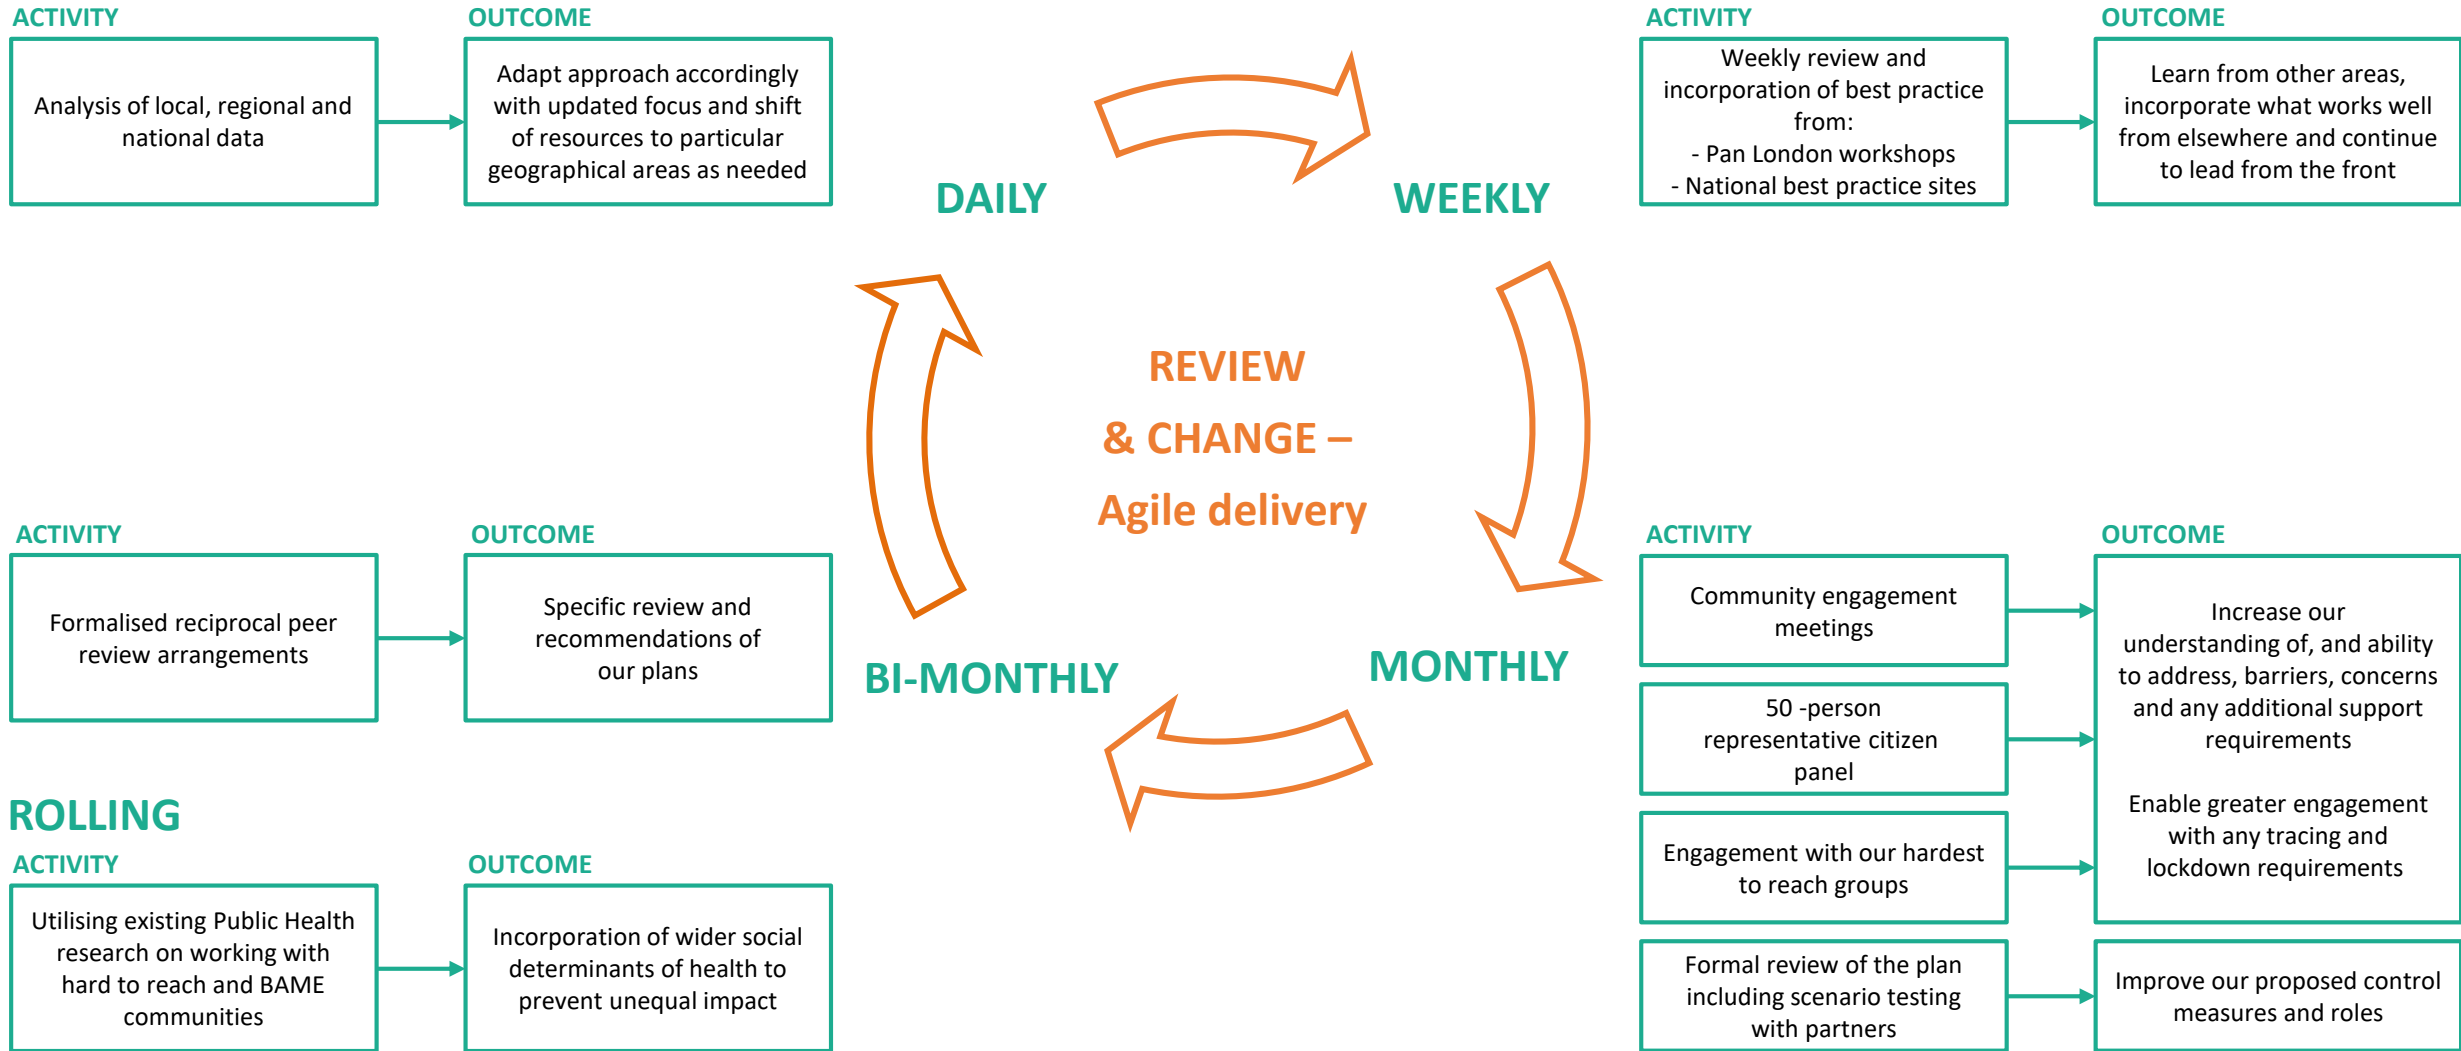 ACTIVITY
Analysis of local, regional and
national data
OUTCOME
Adapt approach accordingly
with updated focus and shift
of resources to particular
geographical areas as needed
DAILY
WEEKLY
ACTIVITY
Weekly review and
incorporation of best practice
from:
- Pan London workshops
- National best practice sites
OUTCOME
Learn from other areas,
incorporate what works well
from elsewhere and continue
to lead from the front
REVIEW
& CHANGE –
Agile delivery
ACTIVITY
Formalised reciprocal peer
review arrangements
OUTCOME
Specific review and
recommendations of
our plans
BI-MONTHLY
MONTHLY
ACTIVITY
Community engagement
meetings
50 -person
representative citizen
panel
Engagement with our hardest
to reach groups
Formal review of the plan
including scenario testing
with partners
OUTCOME
Increase our
understanding of, and ability
to address, barriers, concerns
and any additional support
requirements
Enable greater engagement
with any tracing and
lockdown requirements
Improve our proposed control
measures and roles
ROLLING
ACTIVITY
Utilising existing Public Health
research on working with
hard to reach and BAME
communities
OUTCOME
Incorporation of wider social
determinants of health to
prevent unequal impact